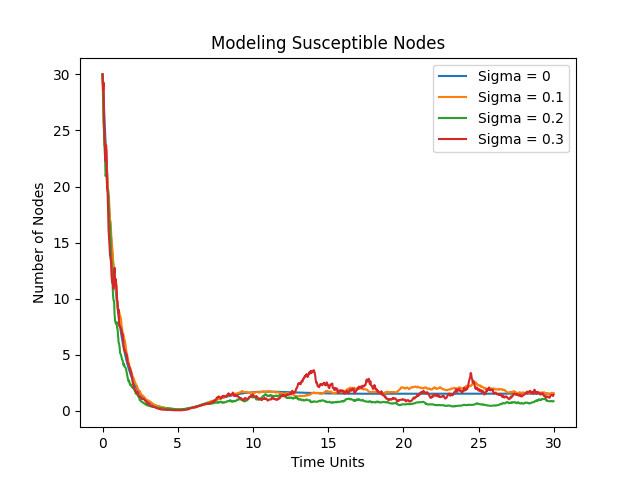 Modeling Susceptible Nodes
Sigma = 0
Sigma = 0.1
Sigma = 0.2
Sigma = 0.3
Number of Nodes
30
25
20
15
10
5
0
0 5 10 15 20 25 30
Time Units